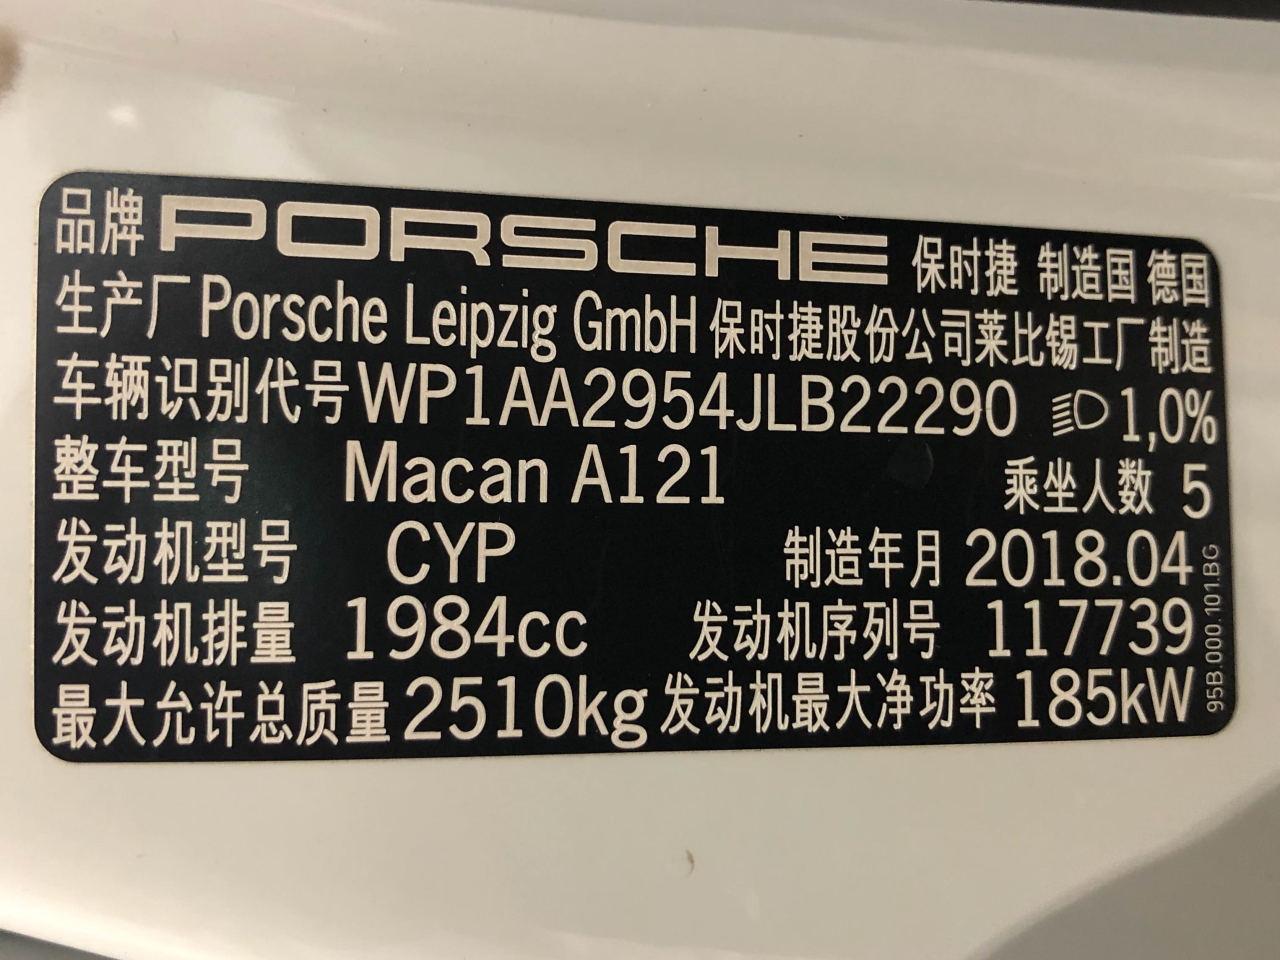 品牌 PORSCHE 保时捷 制造国 德国
生产厂 Porsche Leipzig GmbH 保时捷股份公司莱比锡工厂制造
车辆识别代号 WP1AA2954JLB22290 1,0%
整车型号 Macan A121 乘坐人数 5
发动机型号 CYP 制造年月 2018.04
发动机排量 1984cc 发动机序列号 117739
最大允许总质量 2510kg 发动机最大净功率 185kW
95B.000.101.BG